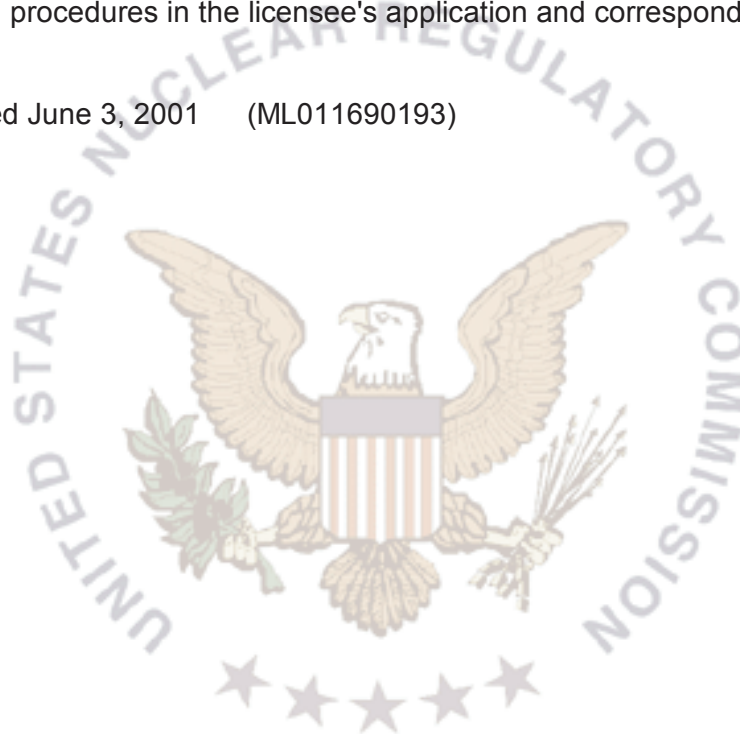 procedures in the licensee's application and correspond
ed June 3, 2001 (ML011690193)
UNITED STATES NUCLEAR REGULATORY COMMISSION